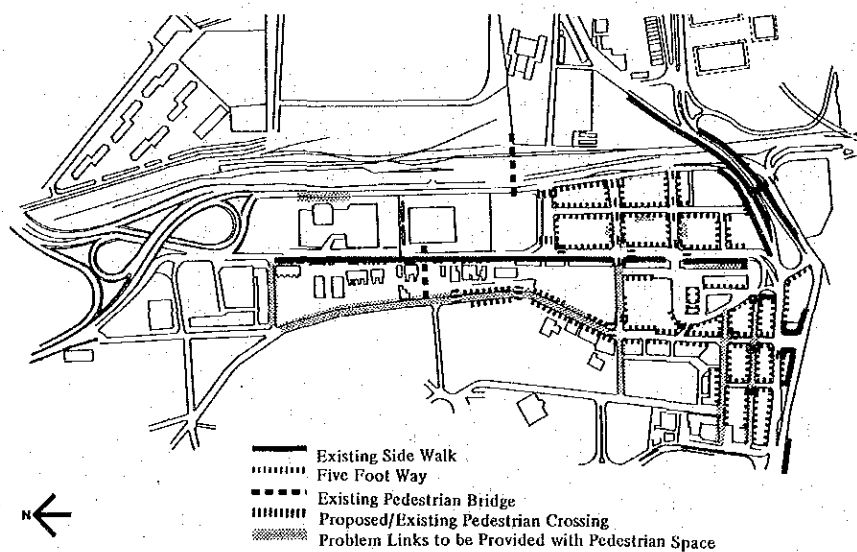 Existing Side Walk
Five Foot Way
Existing Pedestrian Bridge
Proposed/Existing Pedestrian Crossing
Problem Links to be Provided with Pedestrian Space
N